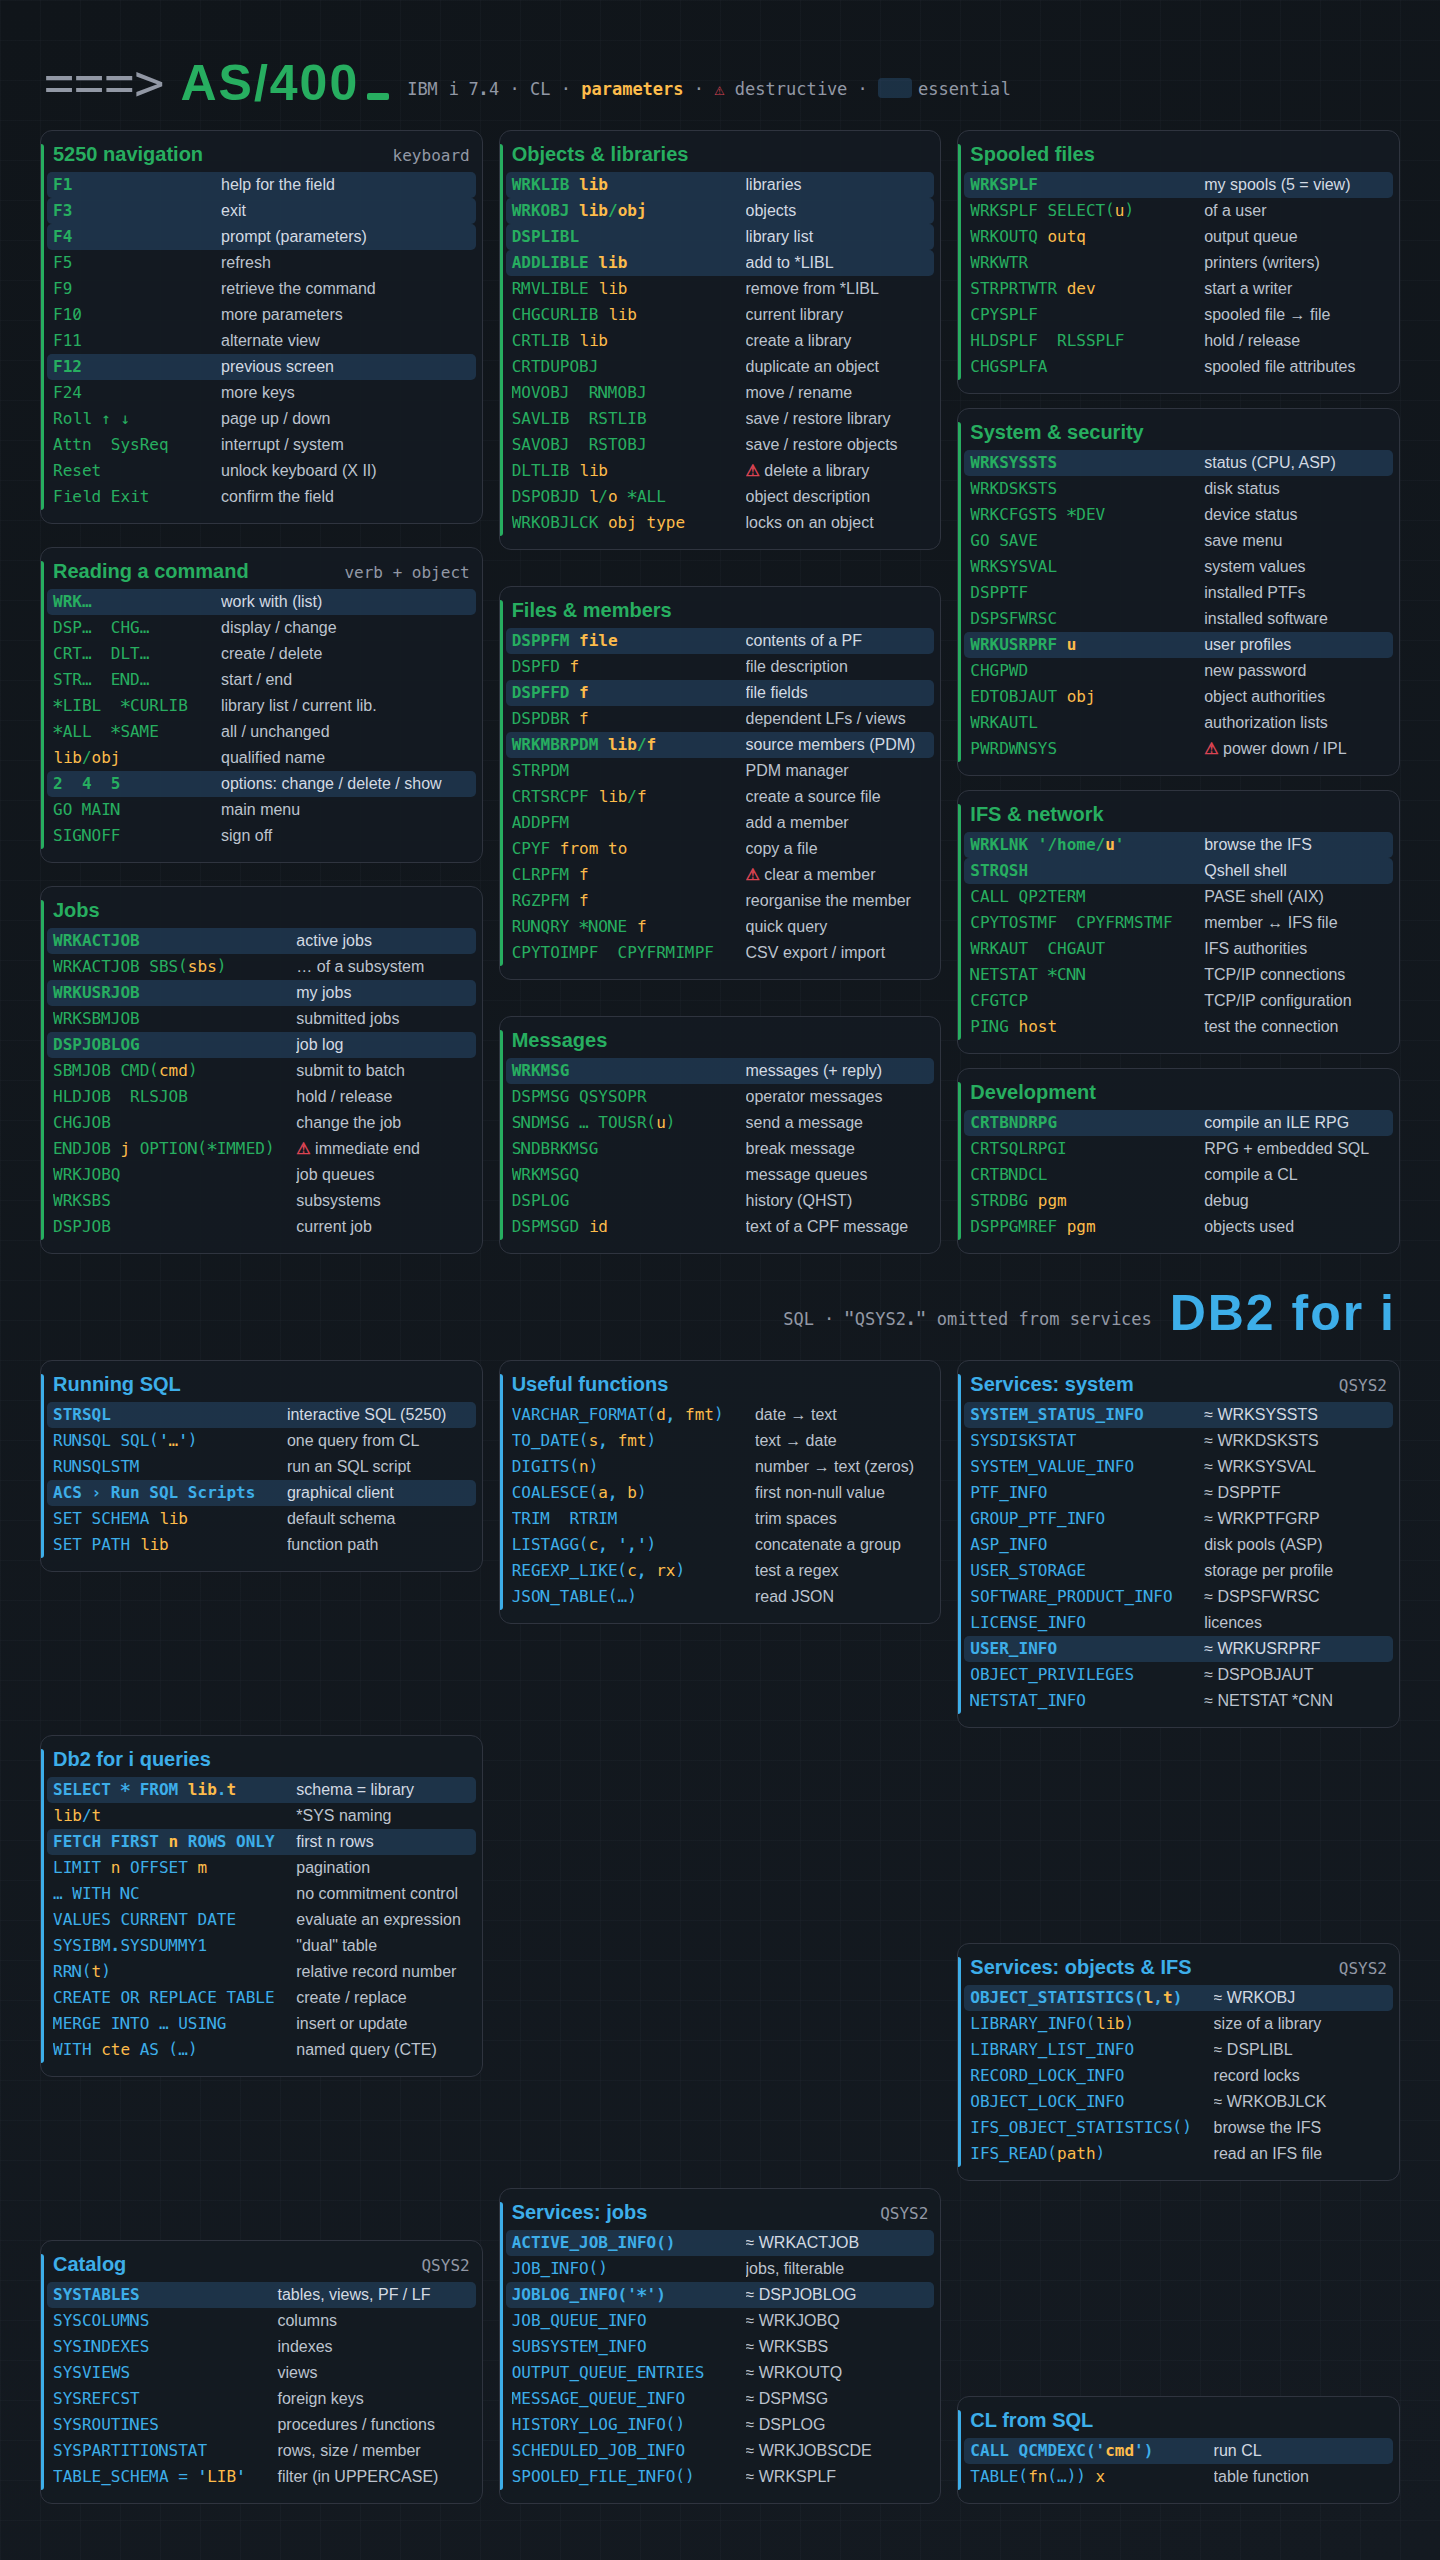 ===> AS/400_ IBM i 7.4 · CL · parameters · ⚠ destructive · essential
5250 navigation keyboard
F1 help for the field
F3 exit
F4 prompt (parameters)
F5 refresh
F9 retrieve the command
F10 more parameters
F11 alternate view
F12 previous screen
F24 more keys
Roll ↑ ↓ page up / down
Attn SysReq interrupt / system
Reset unlock keyboard (X II)
Field Exit confirm the field
Reading a command verb + object
WRK… work with (list)
DSP… CHG… display / change
CRT… DLT… create / delete
STR… END… start / end
*LIBL *CURLIB library list / current lib.
*ALL *SAME all / unchanged
lib/obj qualified name
2 4 5 options: change / delete / show
GO MAIN main menu
SIGNOFF sign off
Jobs
WRKACTJOB active jobs
WRKACTJOB SBS(sbs) … of a subsystem
WRKUSRJOB my jobs
WRKSBMJOB submitted jobs
DSPJOBLOG job log
SBMJOB CMD(cmd) submit to batch
HLDJOB RLSJOB hold / release
CHGJOB change the job
ENDJOB j OPTION(*IMMED) ⚠ immediate end
WRKJOBQ job queues
WRKSBS subsystems
DSPJOB current job
Objects & libraries
WRKLIB lib libraries
WRKOBJ lib/obj objects
DSPLIBL library list
ADDLIBLE lib add to *LIBL
RMVLIBLE lib remove from *LIBL
CHGCURLIB lib current library
CRTLIB lib create a library
CRTDUPOBJ duplicate an object
MOVOBJ RNMOBJ move / rename
SAVLIB RSTLIB save / restore library
SAVOBJ RSTOBJ save / restore objects
DLTLIB lib ⚠ delete a library
DSPOBJD l/o *ALL object description
WRKOBJLCK obj type locks on an object
Files & members
DSPPFM file contents of a PF
DSPFD f file description
DSPFFD f file fields
DSPDBR f dependent LFs / views
WRKMBRPDM lib/f source members (PDM)
STRPDM PDM manager
CRTSRCPF lib/f create a source file
ADDPFM add a member
CPYF from to copy a file
CLRPFM f ⚠ clear a member
RGZPFM f reorganise the member
RUNQRY *NONE f quick query
CPYTOIMPF CPYFRMIMPF CSV export / import
Messages
WRKMSG messages (+ reply)
DSPMSG QSYSOPR operator messages
SNDMSG … TOUSR(u) send a message
SNDBRKMSG break message
WRKMSGQ message queues
DSPLOG history (QHST)
DSPMSGD id text of a CPF message
Spooled files
WRKSPLF my spools (5 = view)
WRKSPLF SELECT(u) of a user
WRKOUTQ outq output queue
WRKWTR printers (writers)
STRPRTWTR dev start a writer
CPYSPLF spooled file → file
HLDSPLF RLSSPLF hold / release
CHGSPLFA spooled file attributes
System & security
WRKSYSSTS status (CPU, ASP)
WRKDSKSTS disk status
WRKCFGSTS *DEV device status
GO SAVE save menu
WRKSYSVAL system values
DSPPTF installed PTFs
DSPSFWRSC installed software
WRKUSRPRF u user profiles
CHGPWD new password
EDTOBJAUT obj object authorities
WRKAUTL authorization lists
PWRDWNSYS ⚠ power down / IPL
IFS & network
WRKLNK '/home/u' browse the IFS
STRQSH Qshell shell
CALL QP2TERM PASE shell (AIX)
CPYTOSTMF CPYFRMSTMF member ↔ IFS file
WRKAUT CHGAUT IFS authorities
NETSTAT *CNN TCP/IP connections
CFGTCP TCP/IP configuration
PING host test the connection
Development
CRTBNDRPG compile an ILE RPG
CRTSQLRPGI RPG + embedded SQL
CRTBNDCL compile a CL
STRDBG pgm debug
DSPPGMREF pgm objects used
SQL · "QSYS2." omitted from services DB2 for i
Running SQL
STRSQL interactive SQL (5250)
RUNSQL SQL('…') one query from CL
RUNSQLSTM run an SQL script
ACS › Run SQL Scripts graphical client
SET SCHEMA lib default schema
SET PATH lib function path
Db2 for i queries
SELECT * FROM lib.t schema = library
lib/t *SYS naming
FETCH FIRST n ROWS ONLY first n rows
LIMIT n OFFSET m pagination
… WITH NC no commitment control
VALUES CURRENT DATE evaluate an expression
SYSIBM.SYSDUMMY1 "dual" table
RRN(t) relative record number
CREATE OR REPLACE TABLE create / replace
MERGE INTO … USING insert or update
WITH cte AS (…) named query (CTE)
Catalog QSYS2
SYSTABLES tables, views, PF / LF
SYSCOLUMNS columns
SYSINDEXES indexes
SYSVIEWS views
SYSREFCST foreign keys
SYSROUTINES procedures / functions
SYSPARTITIONSTAT rows, size / member
TABLE_SCHEMA = 'LIB' filter (in UPPERCASE)
Useful functions
VARCHAR_FORMAT(d, fmt) date → text
TO_DATE(s, fmt) text → date
DIGITS(n) number → text (zeros)
COALESCE(a, b) first non-null value
TRIM RTRIM trim spaces
LISTAGG(c, ',') concatenate a group
REGEXP_LIKE(c, rx) test a regex
JSON_TABLE(…) read JSON
Services: jobs QSYS2
ACTIVE_JOB_INFO() ≈ WRKACTJOB
JOB_INFO() jobs, filterable
JOBLOG_INFO('*') ≈ DSPJOBLOG
JOB_QUEUE_INFO ≈ WRKJOBQ
SUBSYSTEM_INFO ≈ WRKSBS
OUTPUT_QUEUE_ENTRIES ≈ WRKOUTQ
MESSAGE_QUEUE_INFO ≈ DSPMSG
HISTORY_LOG_INFO() ≈ DSPLOG
SCHEDULED_JOB_INFO ≈ WRKJOBSCDE
SPOOLED_FILE_INFO() ≈ WRKSPLF
Services: system QSYS2
SYSTEM_STATUS_INFO ≈ WRKSYSSTS
SYSDISKSTAT ≈ WRKDSKSTS
SYSTEM_VALUE_INFO ≈ WRKSYSVAL
PTF_INFO ≈ DSPPTF
GROUP_PTF_INFO ≈ WRKPTFGRP
ASP_INFO disk pools (ASP)
USER_STORAGE storage per profile
SOFTWARE_PRODUCT_INFO ≈ DSPSFWRSC
LICENSE_INFO licences
USER_INFO ≈ WRKUSRPRF
OBJECT_PRIVILEGES ≈ DSPOBJAUT
NETSTAT_INFO ≈ NETSTAT *CNN
Services: objects & IFS QSYS2
OBJECT_STATISTICS(l,t) ≈ WRKOBJ
LIBRARY_INFO(lib) size of a library
LIBRARY_LIST_INFO ≈ DSPLIBL
RECORD_LOCK_INFO record locks
OBJECT_LOCK_INFO ≈ WRKOBJLCK
IFS_OBJECT_STATISTICS() browse the IFS
IFS_READ(path) read an IFS file
CL from SQL
CALL QCMDEXC('cmd') run CL
TABLE(fn(…)) x table function